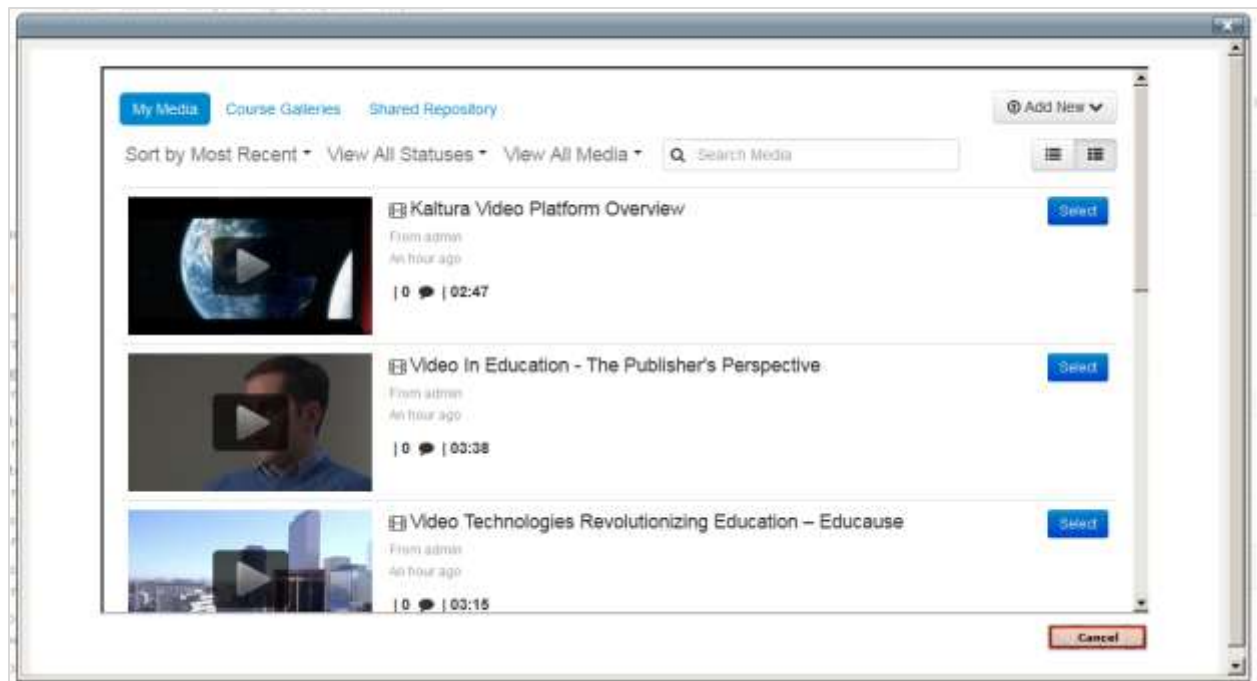 My Media Course Galleries Shared Repository Add New
Sort by Most Recent View All Statuses View All Media Search Media
Kaltura Video Platform Overview Select
From admin
An hour ago
| 0 | 02:47
Video In Education - The Publisher's Perspective Select
From admin
An hour ago
| 0 | 03:38
Video Technologies Revolutionizing Education – Educause Select
From admin
An hour ago
| 0 | 03:15
Cancel